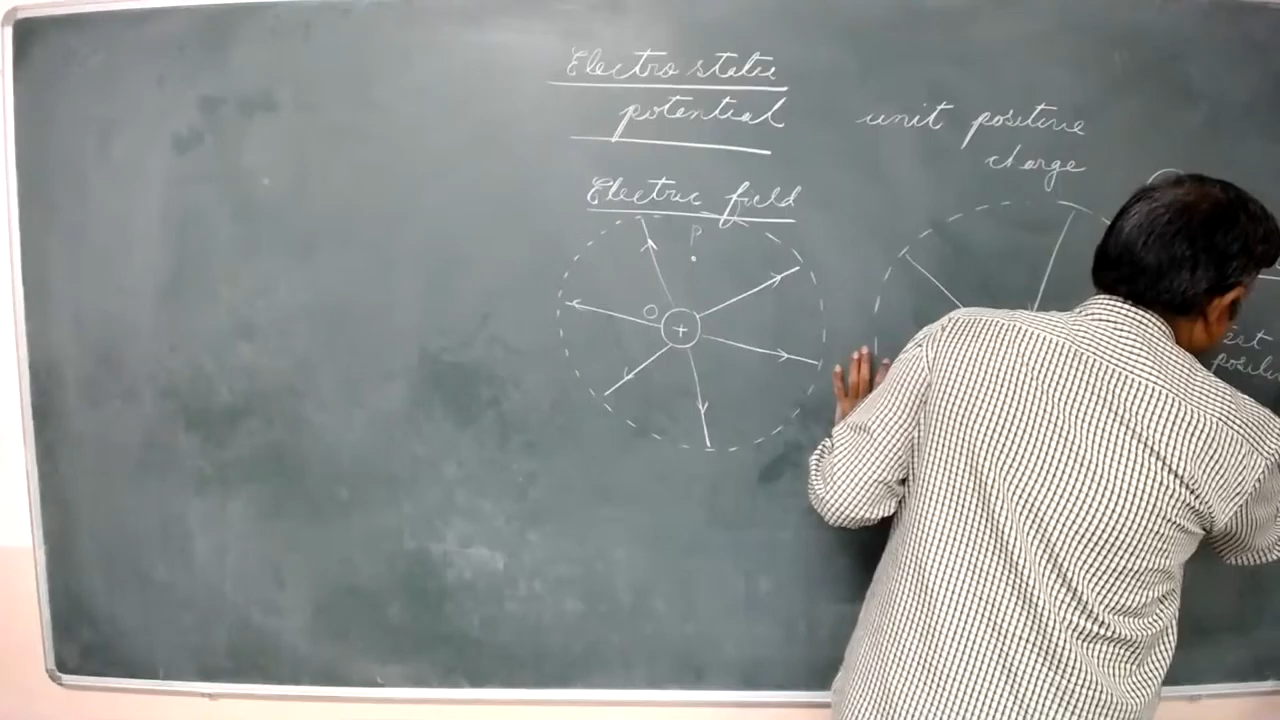 Electro static
potential
unit positive
charge
Electric field
P
O
+